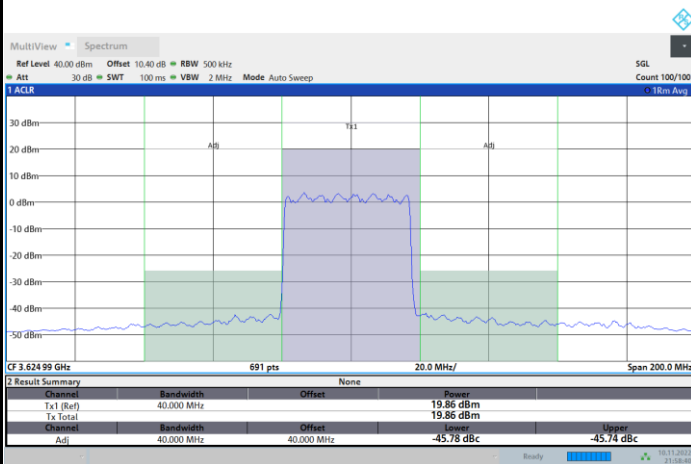 MultiView Spectrum
Ref Level 40.00 dBm Offset 10.40 dB RBW 500 kHz SGL
Att 30 dB SWT 100 ms VBW 2 MHz Mode Auto Sweep Count 100/100
1 ACLR 1Rm Avg
30 dBm
Tx1
20 dBm Adj Adj
10 dBm
0 dBm
-10 dBm
-20 dBm
-30 dBm
-40 dBm
-50 dBm
CF 3.624 99 GHz 691 pts 20.0 MHz/ Span 200.0 MHz
2 Result Summary None
Channel Bandwidth Offset Power
Tx1 (Ref) 40.000 MHz 19.86 dBm
Tx Total 19.86 dBm
Channel Bandwidth Offset Lower Upper
Adj 40.000 MHz 40.000 MHz -45.78 dBc -45.74 dBc
Ready 10.11.2022